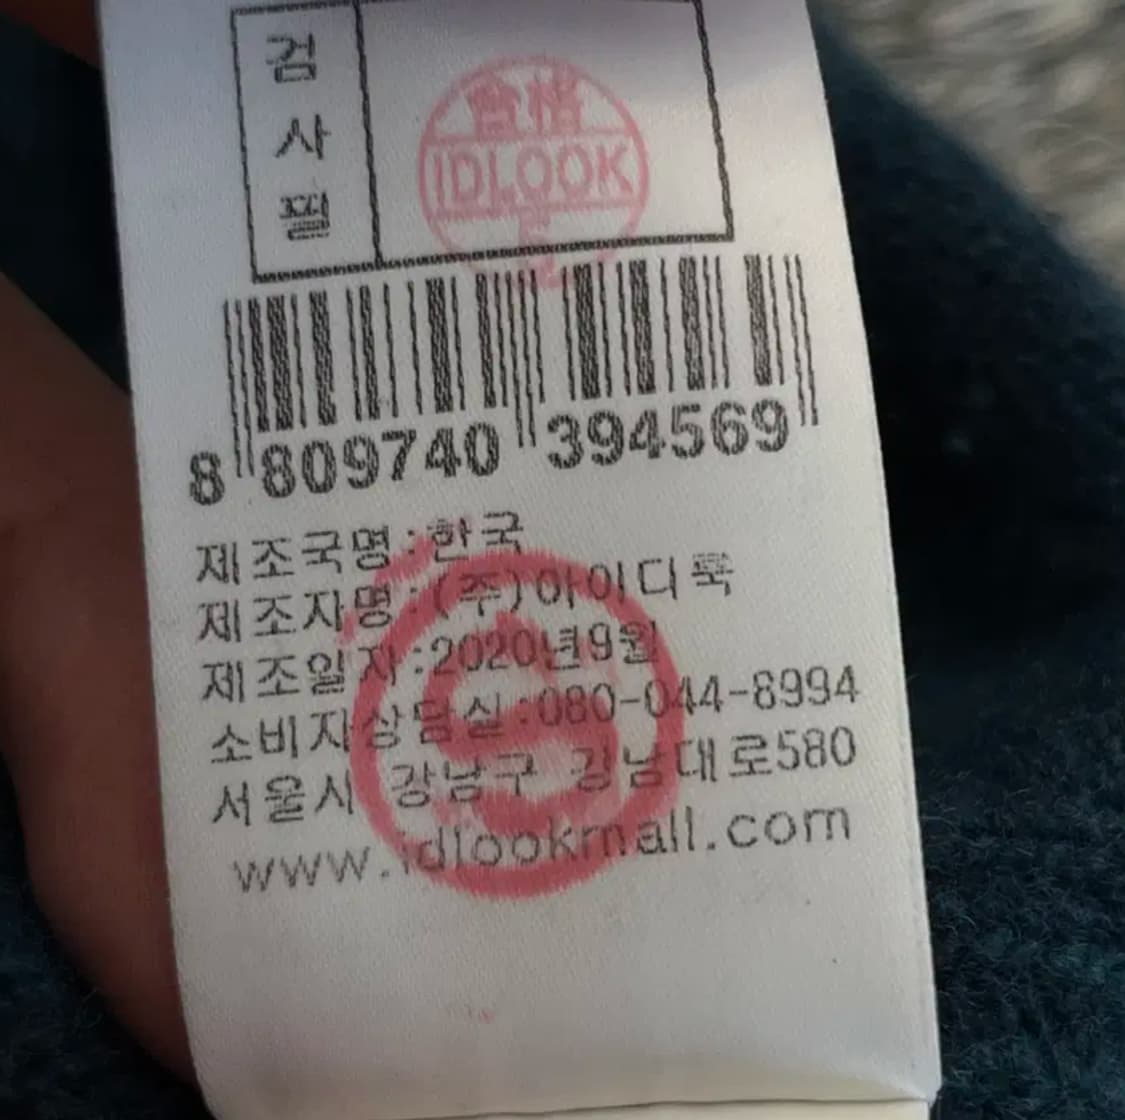 검
사
필
合格
IDLOOK
8 809740 394569
제조국명:한국
제조자명:(주)아이디룩
제조일자:2020년9월
소비자상담실:080-044-8994
서울시 강남구 강남대로580
www.idlookmall.com